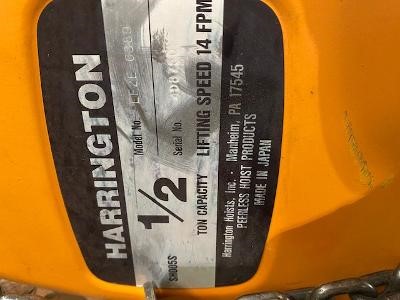 HARRINGTON
Model No.
1/2
Serial No.
TON CAPACITY LIFTING SPEED 14 FPM
Harrington Hoists, Inc. · Manheim, PA 17545
PEERLESS HOIST PRODUCTS
MADE IN JAPAN
SH005S